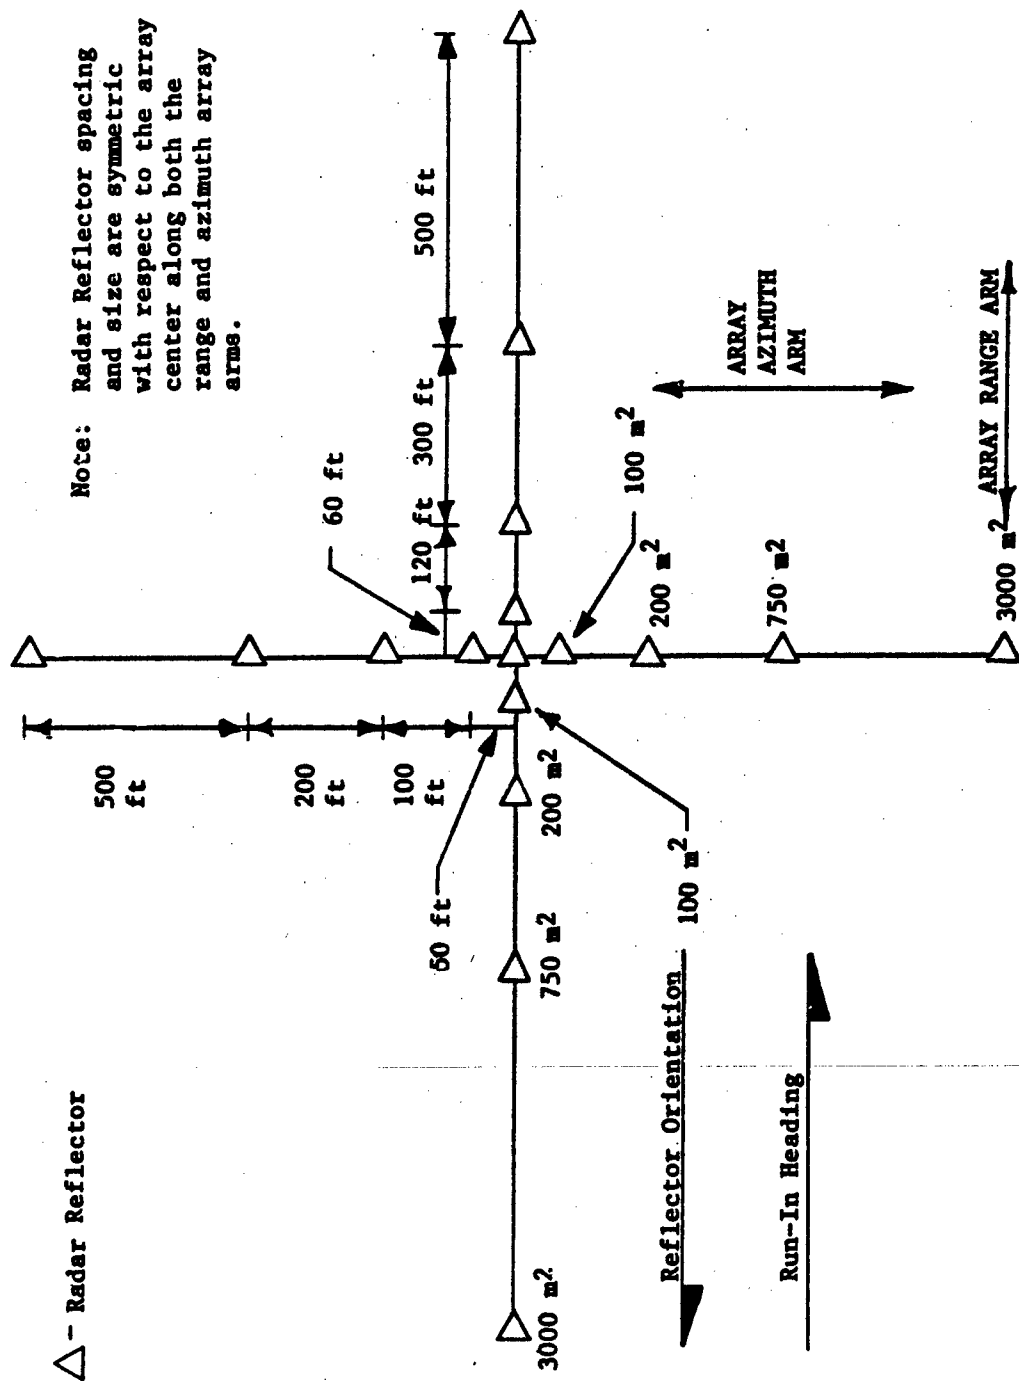 - Radar Reflector
Note: Radar Reflector spacing
and size are symmetric
with respect to the array
center along both the
range and azimuth array
arms.
500
ft
200
ft
100
ft
60 ft
60 ft
120 ft
300 ft
500 ft
3000 m²
750 m²
200 m²
100 m²
100 m²
200 m²
750 m²
3000 m²
ARRAY
AZIMUTH
ARM
ARRAY RANGE ARM
Reflector Orientation
Run-In Heading